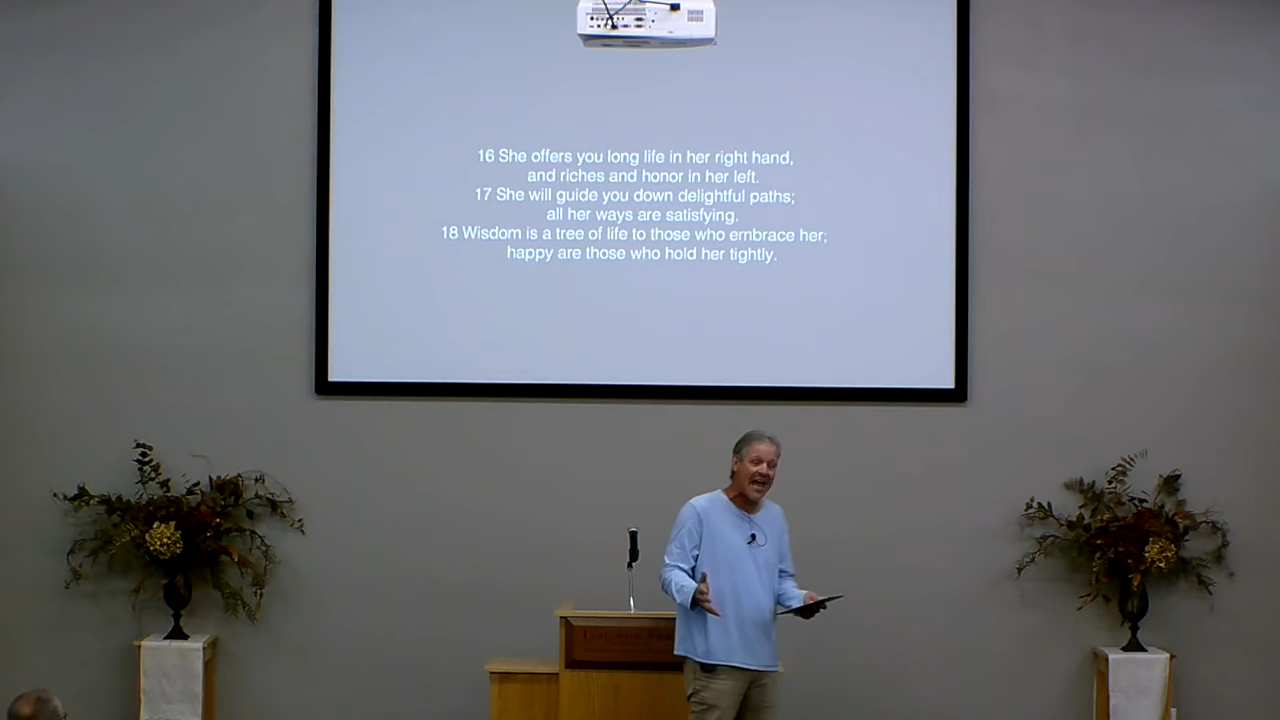 16 She offers you long life in her right hand,
and riches and honor in her left.
17 She will guide you down delightful paths;
all her ways are satisfying.
18 Wisdom is a tree of life to those who embrace her;
happy are those who hold her tightly.